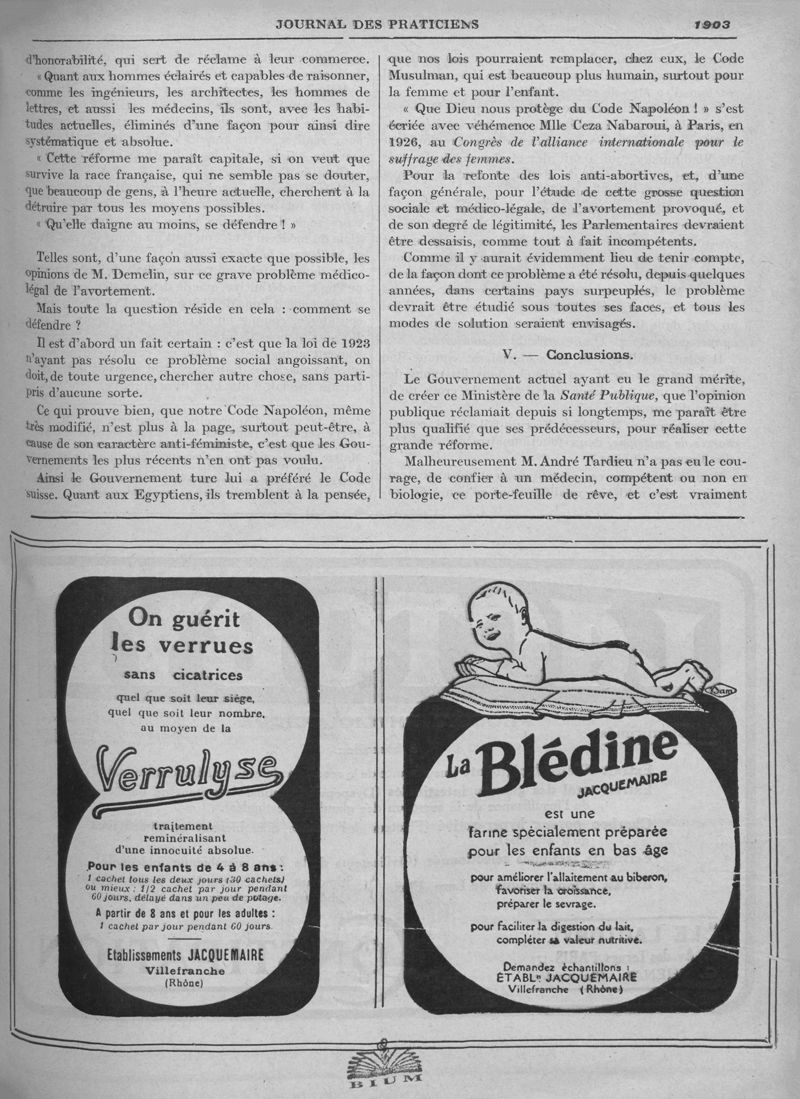 JOURNAL DES PRATICIENS
1903
d'honorabilité, qui sert de réclame à leur commerce.
« Quant aux hommes éclairés et capables de raisonner,
comme les ingénieurs, les architectes, les hommes de
lettres, et aussi les médecins, ils sont, avec les habi-
tudes actuelles, éliminés d'une façon pour ainsi dire
systématique et absolue.
« Cette réforme me paraît capitale, si on veut que
survive la race française, qui ne semble pas se douter,
que beaucoup de gens, à l'heure actuelle, cherchent à la
détruire par tous les moyens possibles.
« Qu'elle daigne au moins, se défendre ! »
Telles sont, d'une façon aussi exacte que possible, les
opinions de M. Demelin, sur ce grave problème médico-
légal de l'avortement.
Mais toute la question réside en cela : comment se
défendre ?
Il est d'abord un fait certain : c'est que la loi de 1923
n'ayant pas résolu ce problème social angoissant, on
doit, de toute urgence, chercher autre chose, sans parti-
pris d'aucune sorte.
Ce qui prouve bien, que notre Code Napoléon, même
très modifié, n'est plus à la page, surtout peut-être, à
cause de son caractère anti-féministe, c'est que les Gou-
vernements les plus récents n'en ont pas voulu.
Ainsi le Gouvernement turc lui a préféré le Code
suisse. Quant aux Egyptiens, ils tremblent à la pensée,
que nos lois pourraient remplacer, chez eux, le Code
Musulman, qui est beaucoup plus humain, surtout pour
la femme et pour l'enfant.
« Que Dieu nous protège du Code Napoléon ! » s'est
écriée avec véhémence Mlle Ceza Nabaroui, à Paris, en
1926, au Congrès de l'alliance internationale pour le
suffrage des femmes.
Pour la refonte des lois anti-abortives, et, d'une
façon générale, pour l'étude de cette grosse question
sociale et médico-légale, de l'avortement provoqué, et
de son degré de légitimité, les Parlementaires devraient
être dessaisis, comme tout à fait incompétents.
Comme il y aurait évidemment lieu de tenir compte,
de la façon dont ce problème a été résolu, depuis quelques
années, dans certains pays surpeuplés, le problème
devrait être étudié sous toutes ses faces, et tous les
modes de solution seraient envisagés.
V. — Conclusions.
Le Gouvernement actuel ayant eu le grand mérite,
de créer ce Ministère de la Santé Publique, que l'opinion
publique réclamait depuis si longtemps, me paraît être
plus qualifié que ses prédécesseurs, pour réaliser cette
grande réforme.
Malheureusement M. André Tardieu n'a pas eu le cou-
rage, de confier à un médecin, compétent ou non en
biologie, ce porte-feuille de rêve, et c'est vraiment
On guérit
les verrues
sans cicatrices
quel que soit leur siège,
quel que soit leur nombre,
au moyen de la
Verrulyse
traitement
reminéralisant
d'une innocuité absolue.
Pour les enfants de 4 à 8 ans :
1 cachet tous les deux jours (30 cachets)
ou mieux : 1/2 cachet par jour pendant
60 jours, délayé dans un peu de potage.
A partir de 8 ans et pour les adultes :
1 cachet par jour pendant 60 jours.
Etablissements JACQUEMAIRE
Villefranche
(Rhône)
Dam
La Blédine
JACQUEMAIRE
est une
farine spécialement préparée
pour les enfants en bas âge
pour améliorer l'allaitement au biberon,
favoriser la croissance,
préparer le sevrage.
pour faciliter la digestion du lait,
compléter sa valeur nutritive.
Demandez échantillons :
ÉTABLts JACQUEMAIRE
Villefranche (Rhône)
BIUM